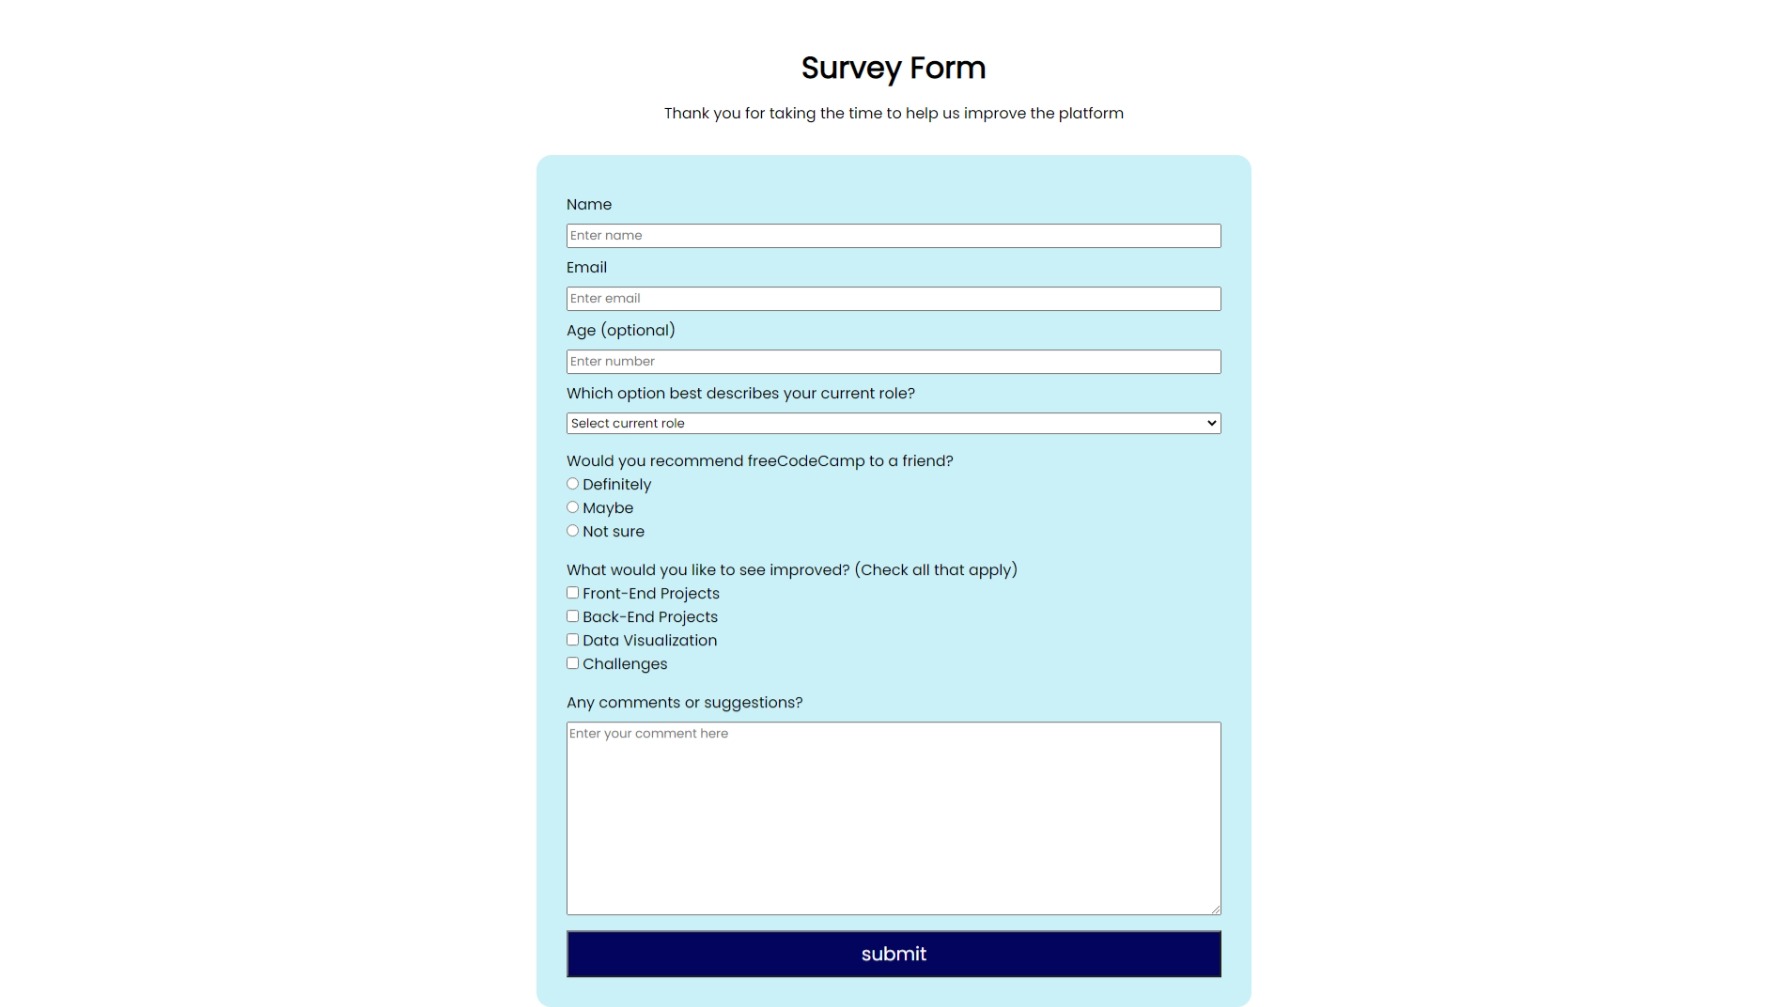 Survey Form
Thank you for taking the time to help us improve the platform
Name
Enter name
Email
Enter email
Age (optional)
Enter number
Which option best describes your current role?
Select current role
Would you recommend freeCodeCamp to a friend?
Definitely
Maybe
Not sure
What would you like to see improved? (Check all that apply)
Front-End Projects
Back-End Projects
Data Visualization
Challenges
Any comments or suggestions?
Enter your comment here
submit